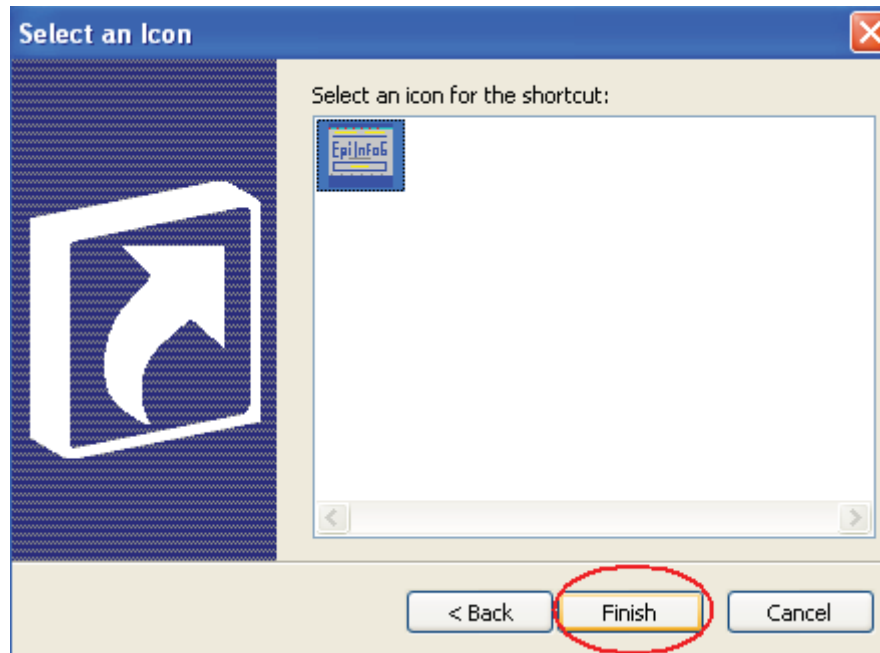 Select an Icon
Select an icon for the shortcut:
EpiInfo6
< Back
Finish
Cancel